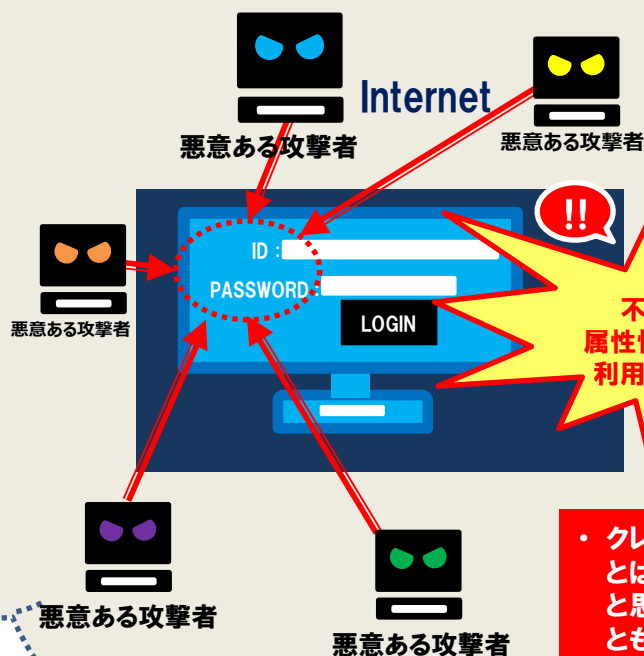 Internet
悪意ある攻撃者
悪意ある攻撃者
!!
ID :
PASSWORD :
LOGIN
悪意ある攻撃者
不
属性
利用
・ クレ
とは
と思
とも
悪意ある攻撃者
悪意ある攻撃者